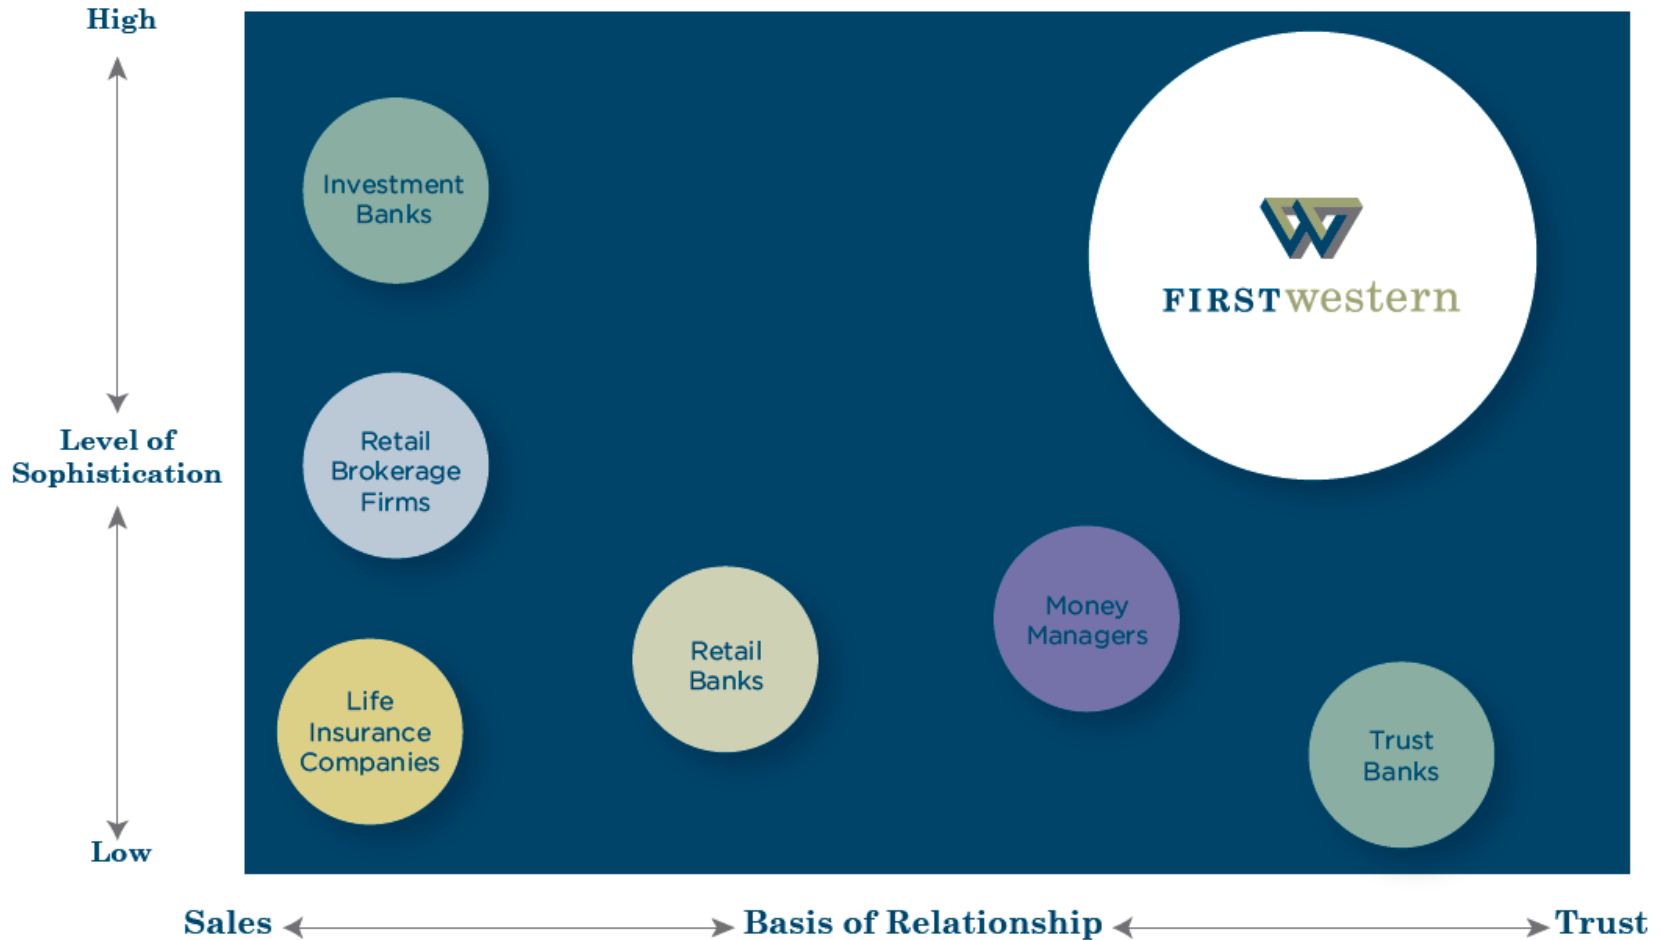 High
Investment
Banks
FIRSTwestern
Level of
Sophistication
Retail
Brokerage
Firms
Money
Managers
Retail
Banks
Life
Insurance
Companies
Trust
Banks
Low
Sales
Basis of Relationship
Trust